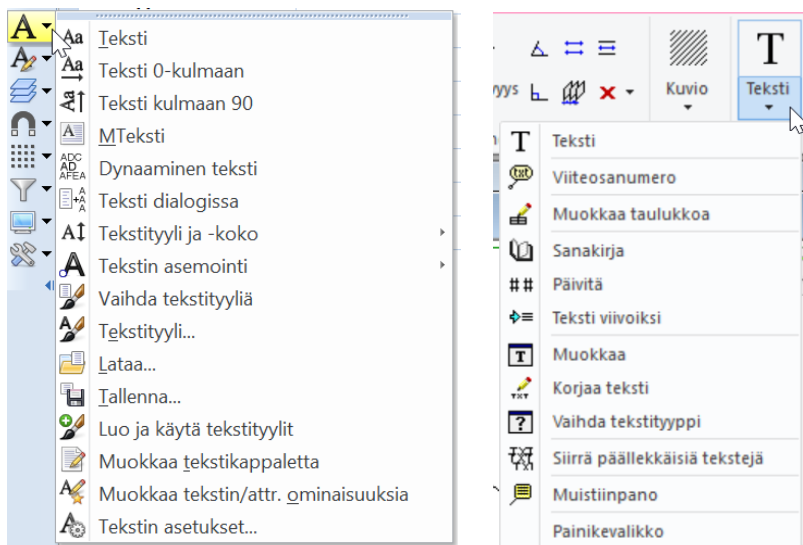 Teksti
Teksti 0-kulmaan
Teksti kulmaan 90
MTeksti
Dynaaminen teksti
Teksti dialogissa
Tekstityyli ja -koko
Tekstin asemointi
Vaihda tekstityyliä
Tekstityyli...
Lataa...
Tallenna...
Luo ja käytä tekstityylit
Muokkaa tekstikappaletta
Muokkaa tekstin/attr. ominaisuuksia
Tekstin asetukset...
yys
Kuvio
Teksti
Teksti
Viiteosanumero
Muokkaa taulukkoa
Sanakirja
Päivitä
Teksti viivoiksi
Muokkaa
Korjaa teksti
Vaihda tekstityyppi
Siirrä päällekkäisiä tekstejä
Muistiinpano
Painikevalikko